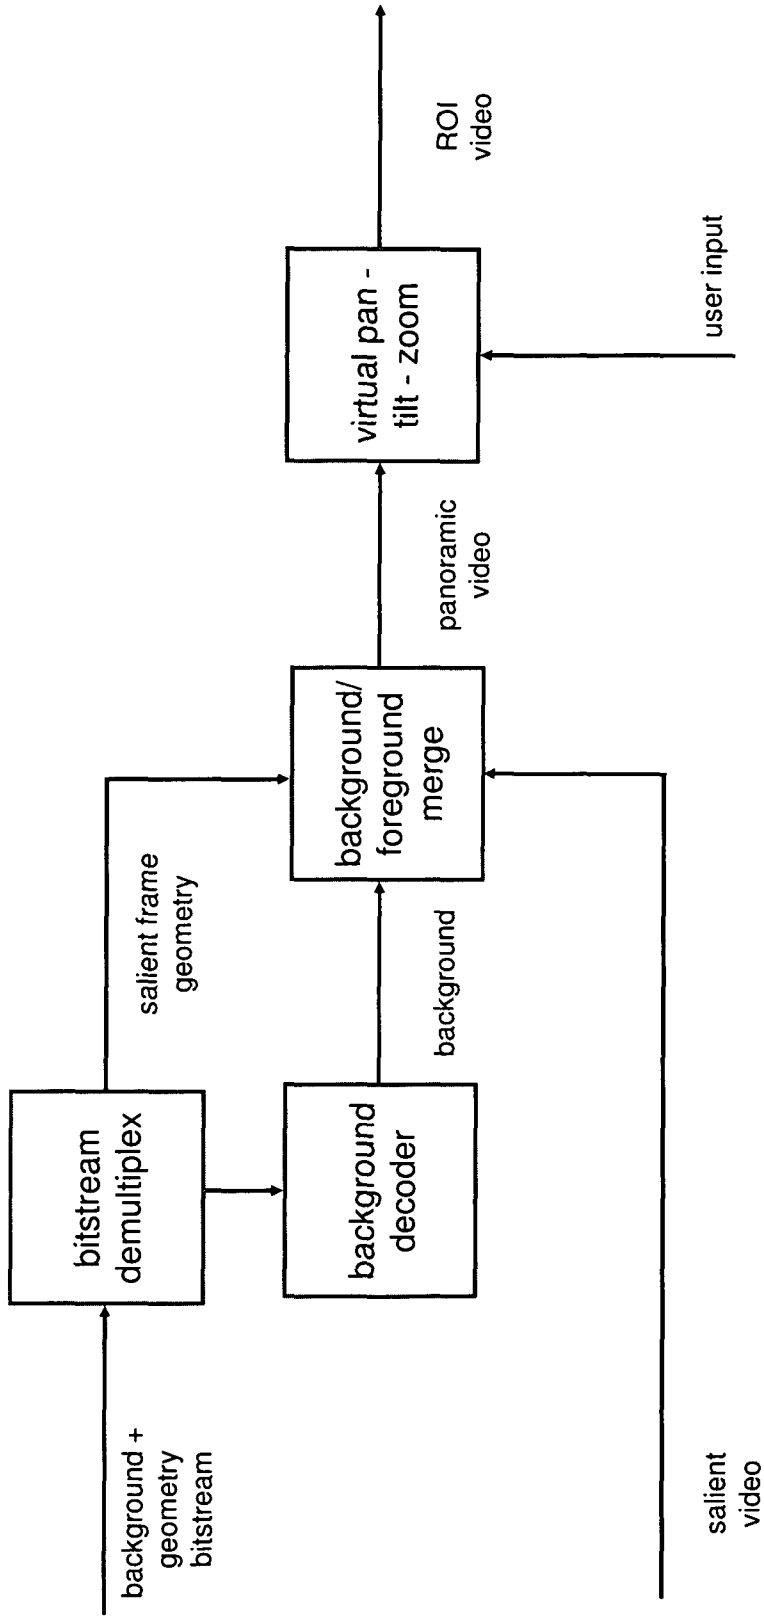 background +
geometry
bitstream
bitstream
demultiplex
salient frame
geometry
background
decoder
background
background/
foreground
merge
panoramic
video
virtual pan -
tilt - zoom
ROI
video
user input
salient
video